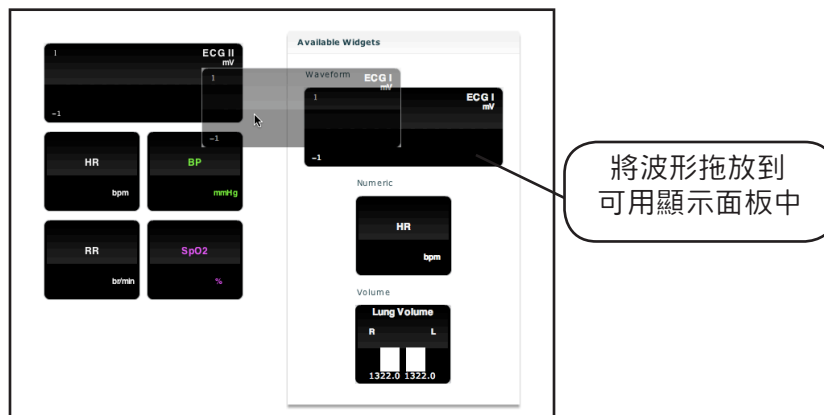 1
ECG II
mV
-1
1
ECG I
mV
-1
HR
bpm
BP
mmHg
RR
br/min
SpO2
%
Available Widgets
Waveform
1
ECG I
mV
-1
Numeric
HR
bpm
Volume
Lung Volume
R L
1322.0 1322.0
將波形拖放到
可用顯示面板中